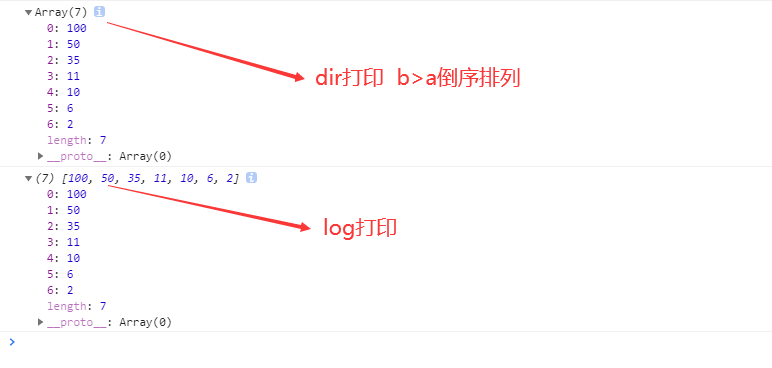 Array(7) i
0: 100
1: 50
2: 35
3: 11
4: 10
5: 6
6: 2
length: 7
__proto__: Array(0)
dir打印 b>a倒序排列
(7) [100, 50, 35, 11, 10, 6, 2] i
0: 100
1: 50
2: 35
3: 11
4: 10
5: 6
6: 2
length: 7
__proto__: Array(0)
log打印